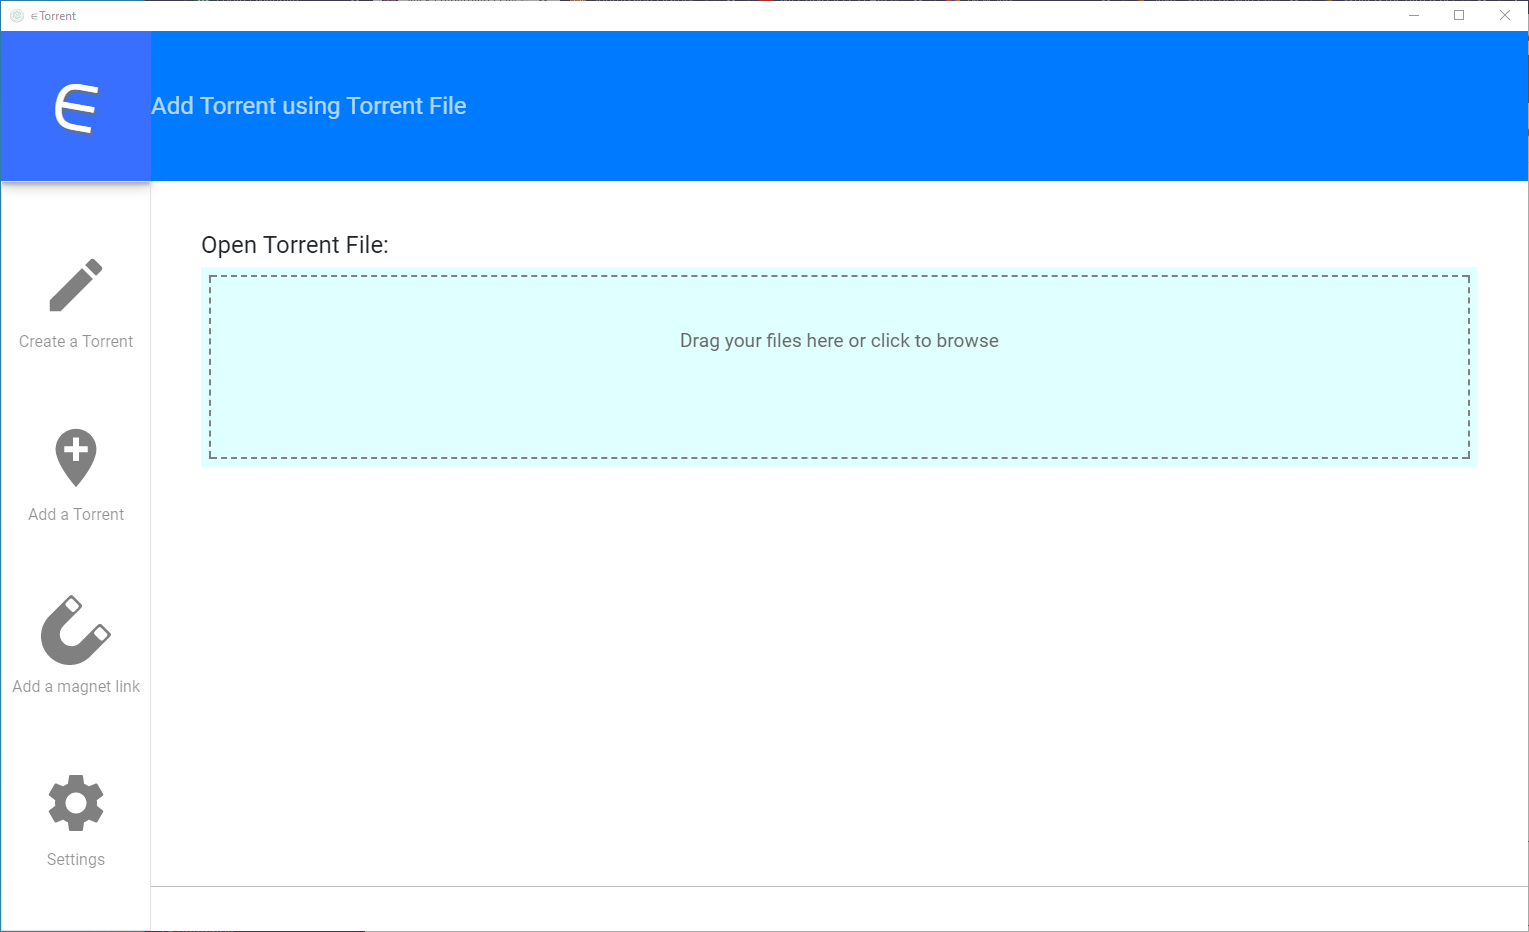 ∈Torrent
∈
Add Torrent using Torrent File
Open Torrent File:
Drag your files here or click to browse
Create a Torrent
Add a Torrent
Add a magnet link
Settings